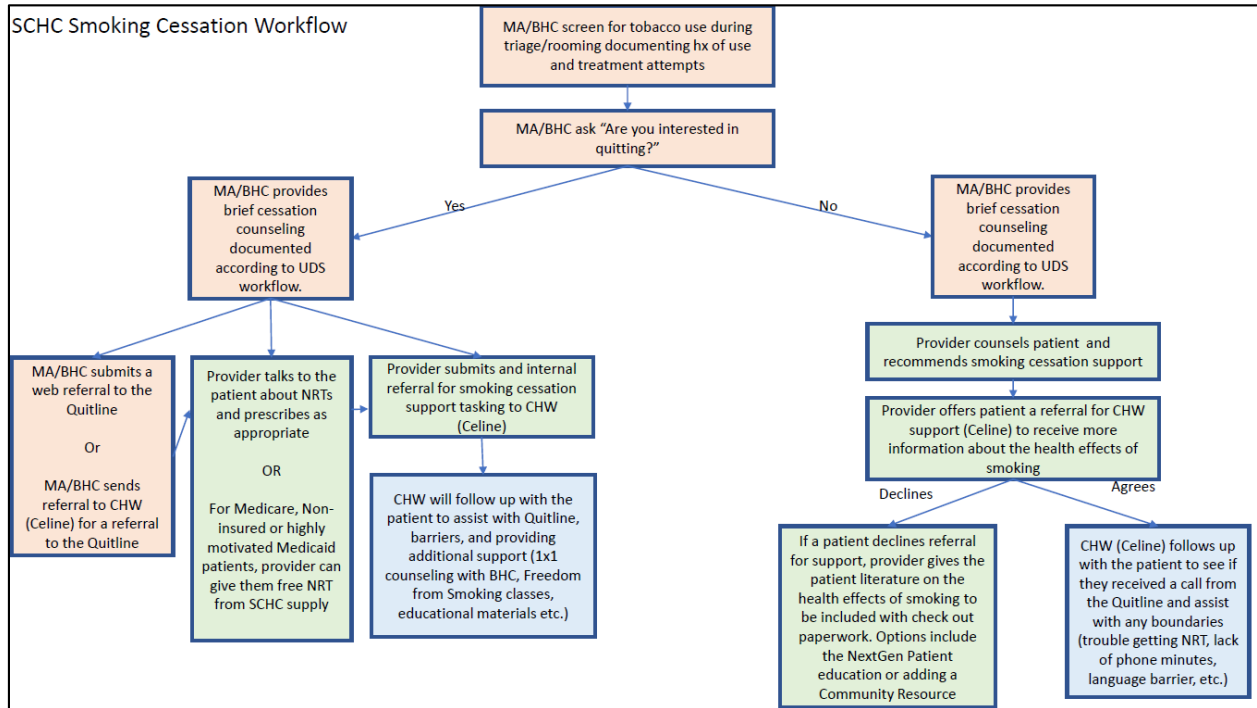 SCHC Smoking Cessation Workflow
MA/BHC screen for tobacco use during
triage/rooming documenting hx of use
and treatment attempts
MA/BHC ask “Are you interested in
quitting?”
Yes
No
MA/BHC provides
brief cessation
counseling
documented
according to UDS
workflow.
MA/BHC provides
brief cessation
counseling
documented
according to UDS
workflow.
MA/BHC submits a
web referral to the
Quitline
Or
MA/BHC sends
referral to CHW
(Celine) for a referral
to the Quitline
Provider talks to the
patient about NRTs
and prescribes as
appropriate
OR
For Medicare, Non-
insured or highly
motivated Medicaid
patients, provider can
give them free NRT
from SCHC supply
Provider submits and internal
referral for smoking cessation
support tasking to CHW
(Celine)
CHW will follow up with the
patient to assist with Quitline,
barriers, and providing
additional support (1x1
counseling with BHC, Freedom
from Smoking classes,
educational materials etc.)
Provider counsels patient and
recommends smoking cessation support
Provider offers patient a referral for CHW
support (Celine) to receive more
information about the health effects of
smoking
Declines
Agrees
If a patient declines referral
for support, provider gives the
patient literature on the
health effects of smoking to
be included with check out
paperwork. Options include
the NextGen Patient
education or adding a
Community Resource
CHW (Celine) follows up
with the patient to see if
they received a call from
the Quitline and assist
with any boundaries
(trouble getting NRT, lack
of phone minutes,
language barrier, etc.)